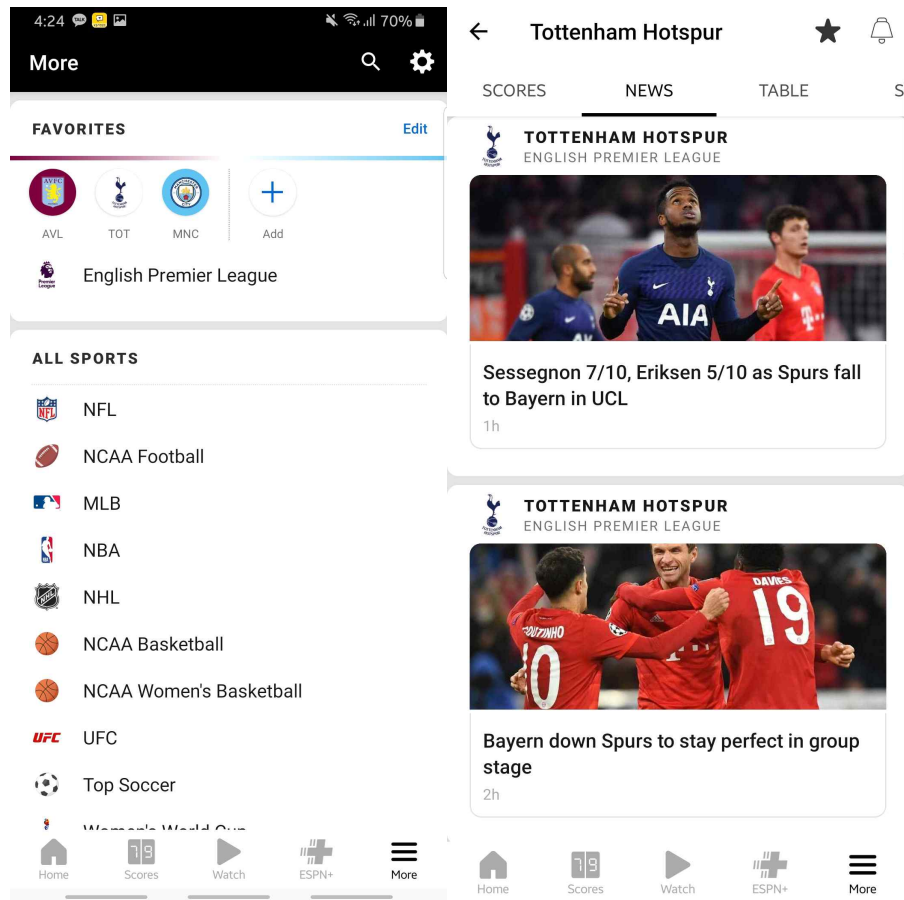 4:24
70%
More
FAVORITES
Edit
AVL
TOT
MNC
Add
English Premier League
ALL SPORTS
NFL
NCAA Football
MLB
NBA
NHL
NCAA Basketball
NCAA Women's Basketball
UFC
UFC
Top Soccer
Women's World Cup
Home
Scores
Watch
ESPN+
More
Tottenham Hotspur
SCORES
NEWS
TABLE
S
TOTTENHAM HOTSPUR
ENGLISH PREMIER LEAGUE
AIA
Sessegnon 7/10, Eriksen 5/10 as Spurs fall
to Bayern in UCL
1h
TOTTENHAM HOTSPUR
ENGLISH PREMIER LEAGUE
COUTINHO
10
DAVIES
19
Bayern down Spurs to stay perfect in group
stage
2h
Home
Scores
Watch
ESPN+
More